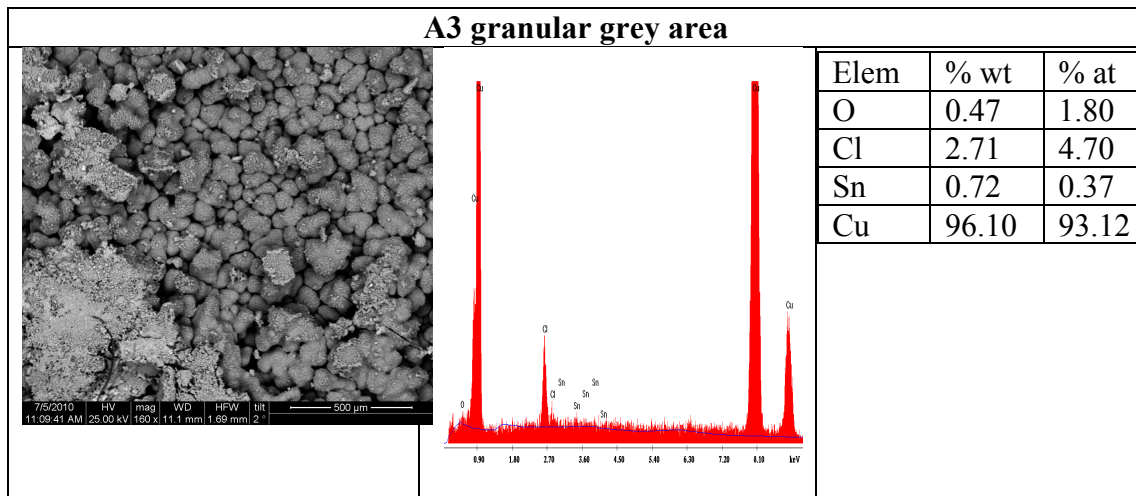 A3 granular grey area
7/5/2010 HV mag WD HFW tilt 500 µm
11:09:41 AM 25.00 kV 160 x 11.1 mm 1.69 mm 2 °
Cu Cu
Cu
Cu
Cl
Sn Sn
Cl Sn
O Sn Sn
0.90 1.80 2.70 3.60 4.50 5.40 6.30 7.20 8.10 keV
Elem % wt % at
O 0.47 1.80
Cl 2.71 4.70
Sn 0.72 0.37
Cu 96.10 93.12